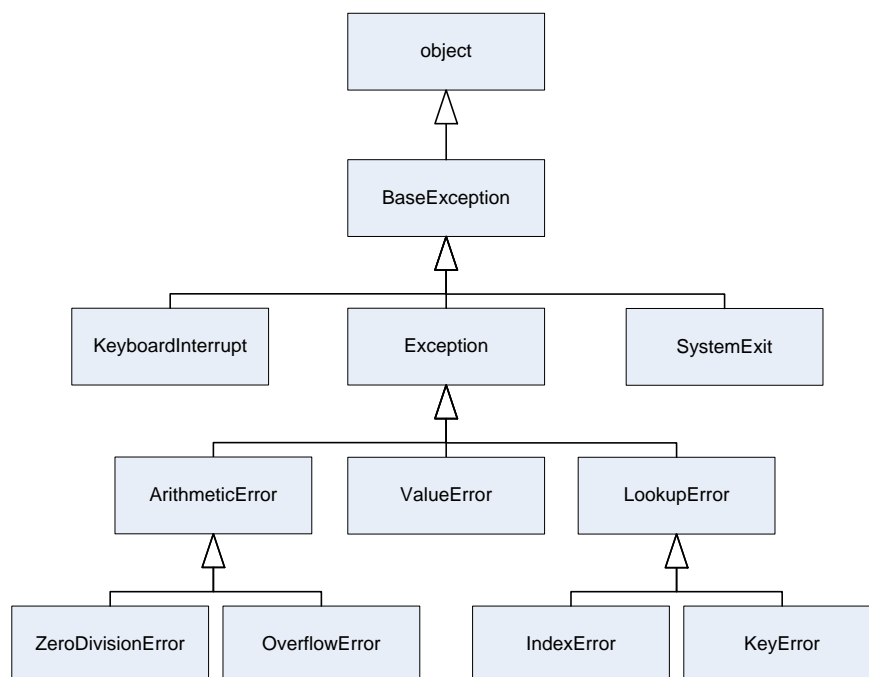 object
BaseException
KeyboardInterrupt
Exception
SystemExit
ArithmeticError
ValueError
LookupError
ZeroDivisionError
OverflowError
IndexError
KeyError